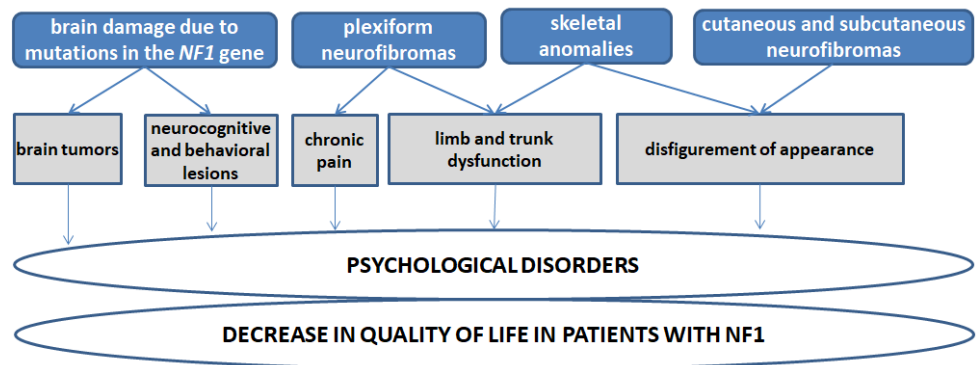 brain damage due to
mutations in the NF1 gene
plexiform
neurofibromas
skeletal
anomalies
cutaneous and subcutaneous
neurofibromas
brain tumors
neurocognitive
and behavioral
lesions
chronic
pain
limb and trunk
dysfunction
disfigurement of appearance
PSYCHOLOGICAL DISORDERS
DECREASE IN QUALITY OF LIFE IN PATIENTS WITH NF1